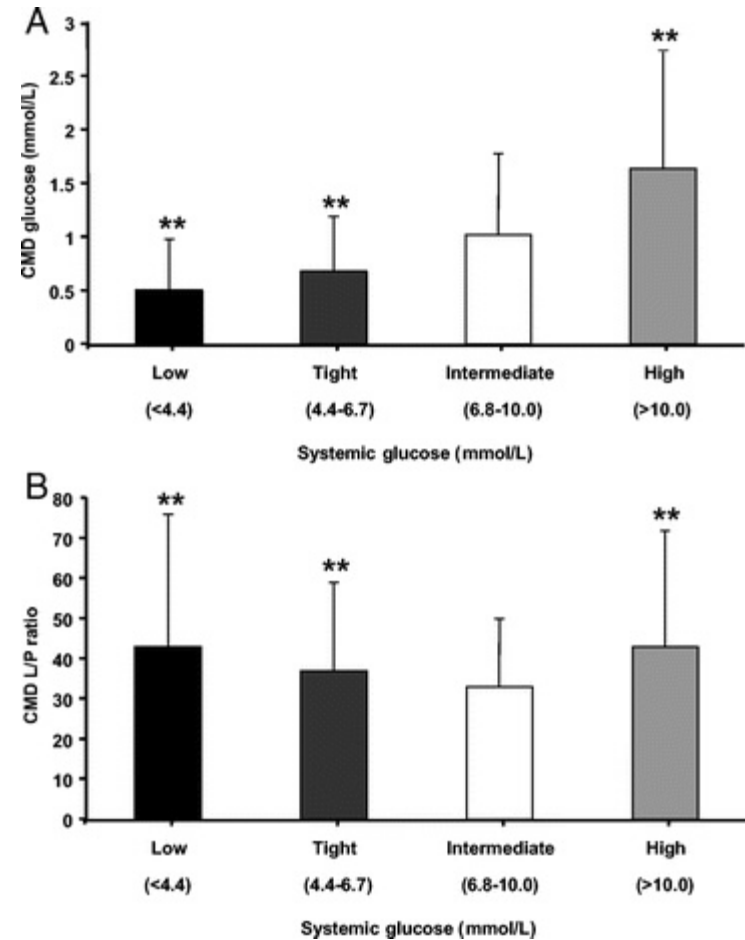 A
CMD glucose (mmol/L)
3
2.5
2
1.5
1
0.5
0
** ** **
Low Tight Intermediate High
(<4.4) (4.4-6.7) (6.8-10.0) (>10.0)
Systemic glucose (mmol/L)
B
CMD L/P ratio
80
70
60
50
40
30
20
10
0
** ** **
Low Tight Intermediate High
(<4.4) (4.4-6.7) (6.8-10.0) (>10.0)
Systemic glucose (mmol/L)